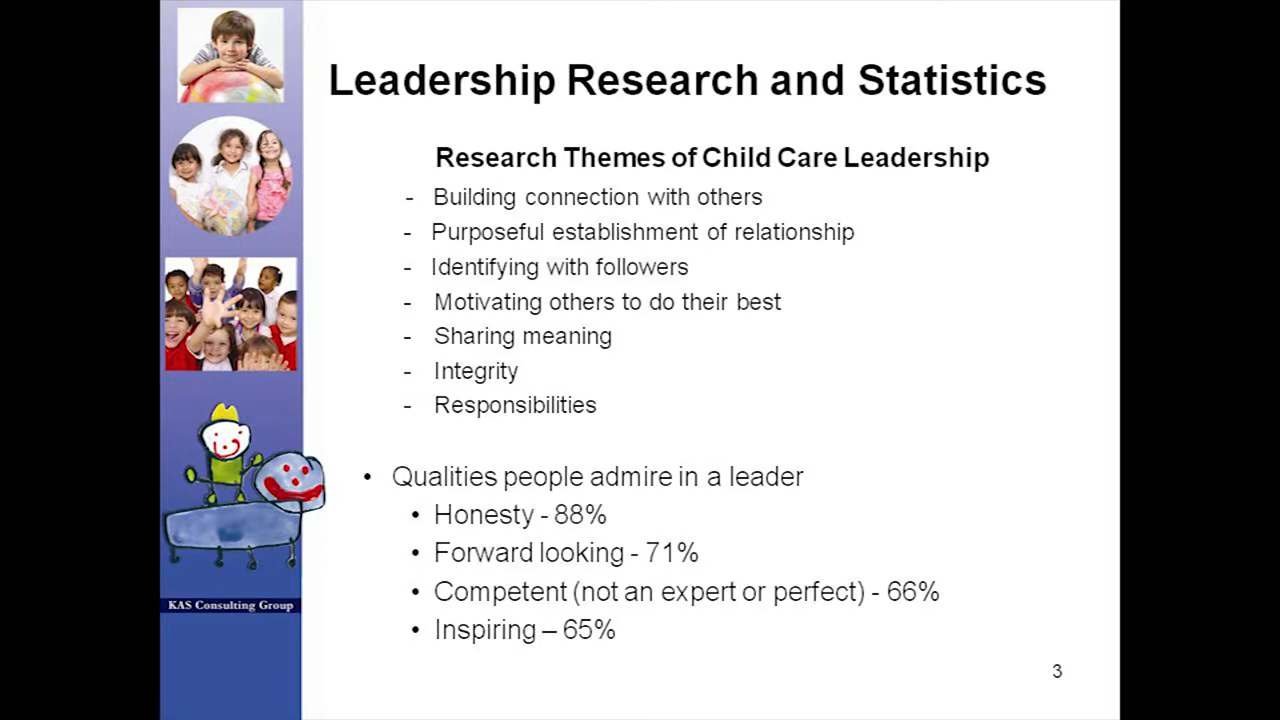 Leadership Research and Statistics
Research Themes of Child Care Leadership
- Building connection with others
- Purposeful establishment of relationship
- Identifying with followers
- Motivating others to do their best
- Sharing meaning
- Integrity
- Responsibilities
• Qualities people admire in a leader
• Honesty - 88%
• Forward looking - 71%
• Competent (not an expert or perfect) - 66%
• Inspiring – 65%
KAS Consulting Group
3